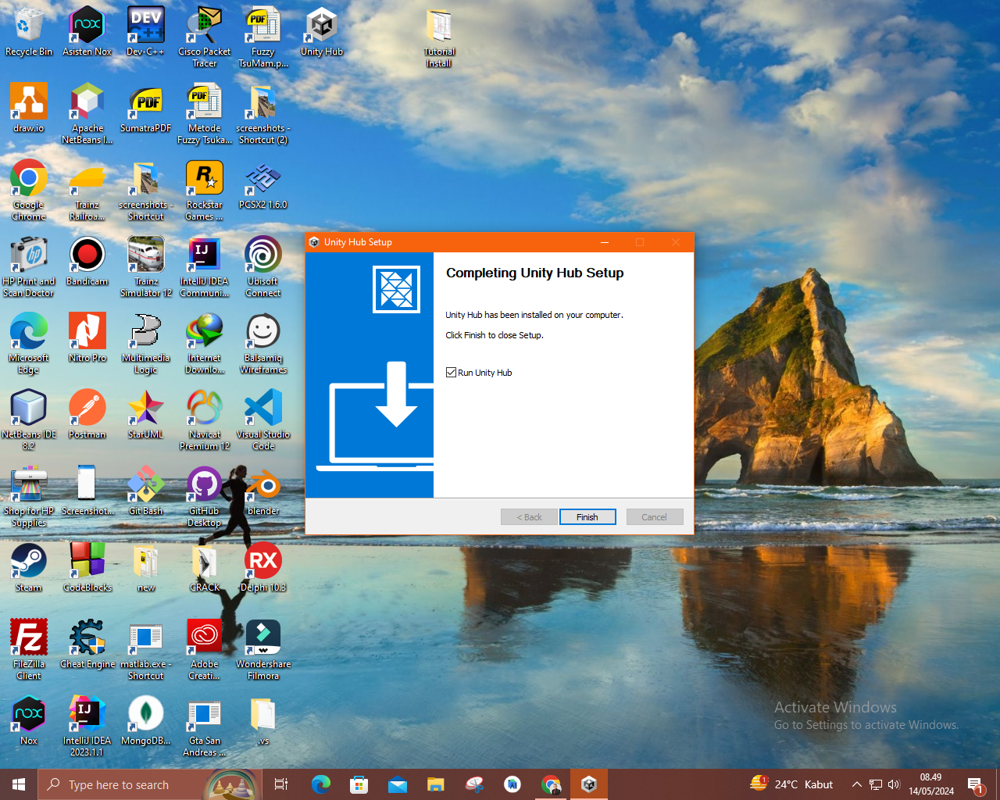 Recycle Bin
Asisten Nox
Dev-C++
Cisco Packet
Tracer
Fuzzy
TsuMam.p...
Unity Hub
Tutorial
Install
draw.io
Apache
NetBeans I...
SumatraPDF
Metode
Fuzzy Tsuka...
screenshots -
Shortcut (2)
Google
Chrome
Trainz
Railroa...
screenshots -
Shortcut
Rockstar
Games ...
PCSX2 1.6.0
HP Print and
Scan Doctor
Bandicam
Trainz
Simulator 12
IntelliJ IDEA
Communi...
Ubisoft
Connect
Microsoft
Edge
Nitro Pro
Multimedia
Logic
Internet
Downlo...
Balsamiq
Wireframes
NetBeans IDE
8.2
Postman
StarUML
Navicat
Premium 12
Visual Studio
Code
Shop for HP
Supplies
Screenshot...
Git Bash
GitHub
Desktop
blender
Steam
CodeBlocks
new
CRACK
Delphi 10.3
FileZilla
Client
Cheat Engine
matlab.exe -
Shortcut
Adobe
Creati...
Wondershare
Filmora
Nox
IntelliJ IDEA
2023.1.1
MongoDB...
Gta San
Andreas ...
.vs
Unity Hub Setup
Completing Unity Hub Setup
Unity Hub has been installed on your computer.
Click Finish to close Setup.
Run Unity Hub
< Back
Finish
Cancel
Activate Windows
Go to Settings to activate Windows.
Type here to search
24°C Kabut
08.49
14/05/2024